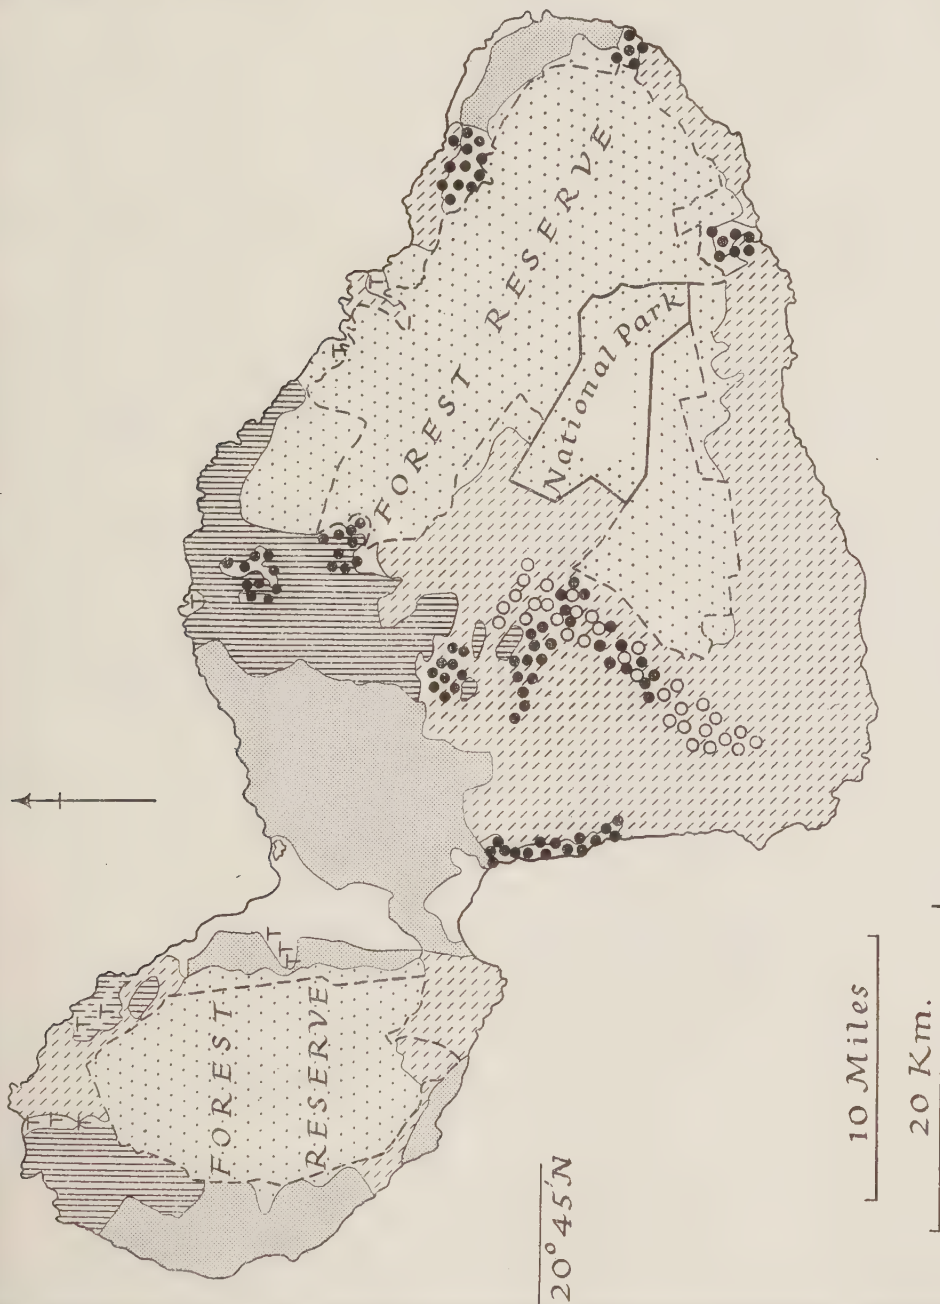 FOREST
RESERVE
FOREST RESERVE
National Park
T
T
T
T
T
T
T
T
T
T
T
20° 45' N
10 Miles
20 Km.